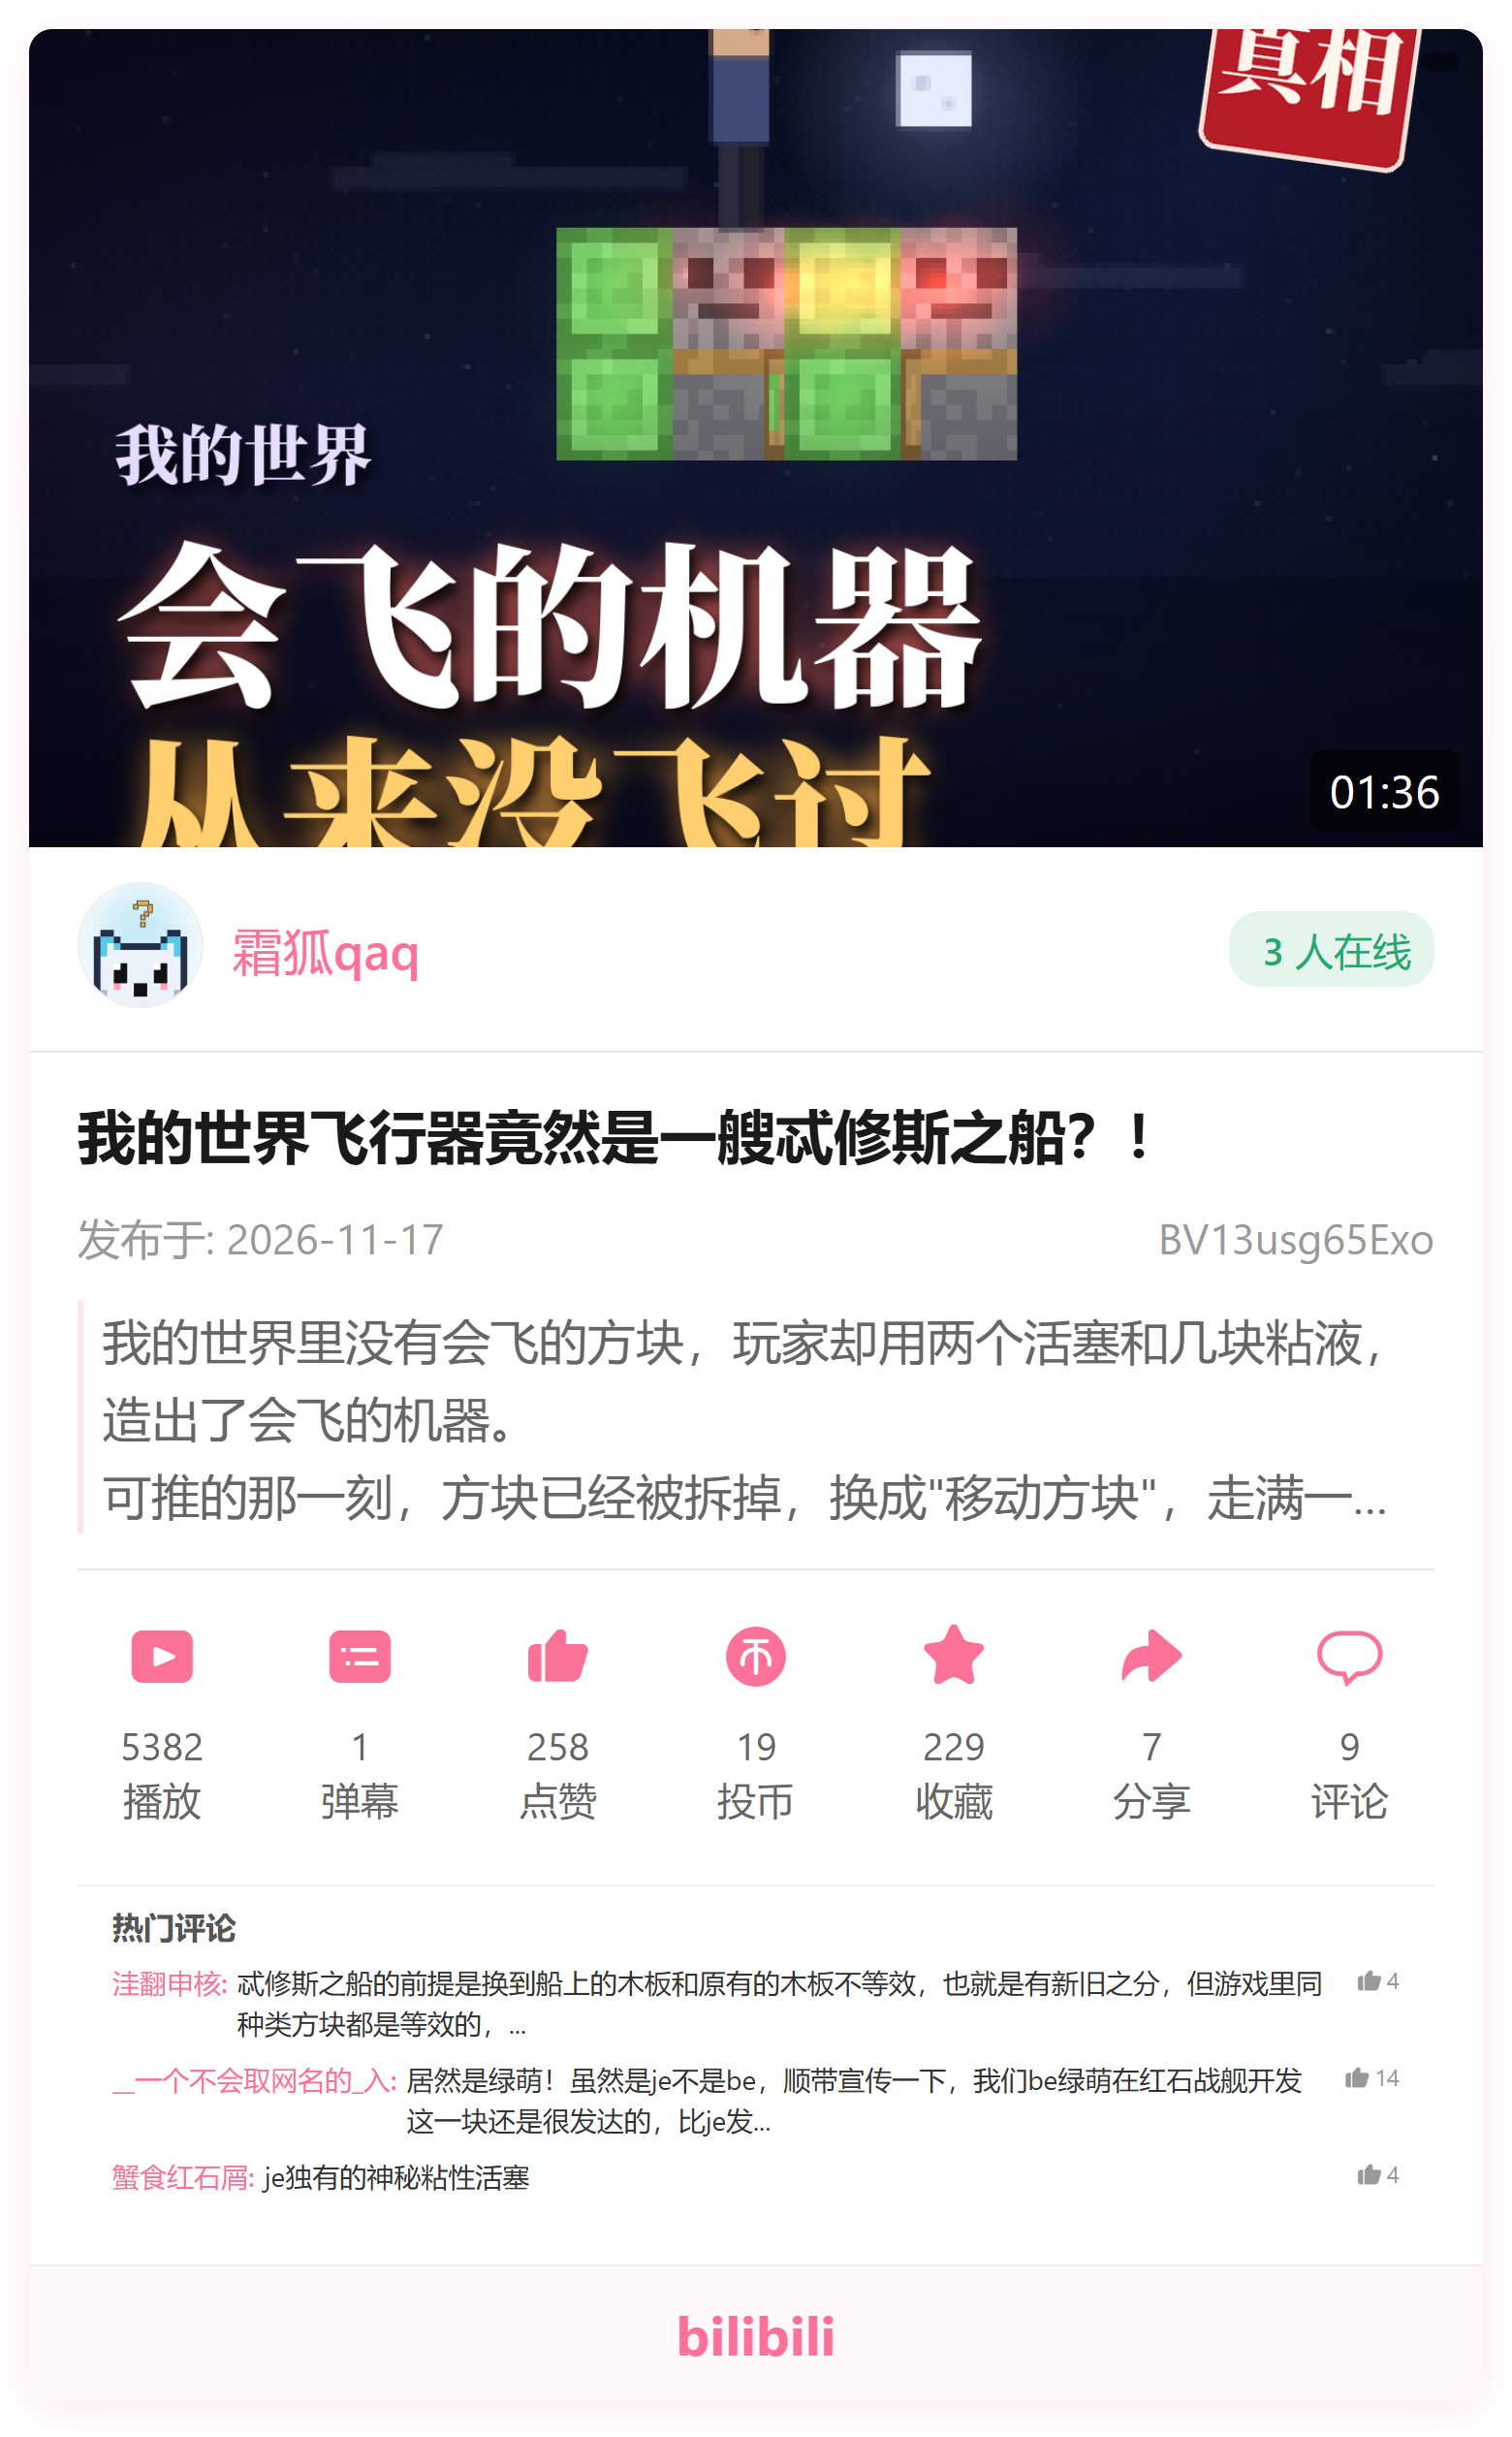 真相
我的世界
会飞的机器
从来没飞过
01:36
霜狐qaq
3 人在线
我的世界飞行器竟然是一艘忒修斯之船？！
发布于: 2026-11-17
BV13usg65Exo
我的世界里没有会飞的方块，玩家却用两个活塞和几块粘液，
造出了会飞的机器。
可推的那一刻，方块已经被拆掉，换成"移动方块"，走满一...
5382
1
258
19
229
7
9
播放
弹幕
点赞
投币
收藏
分享
评论
热门评论
洼翻申核: 忒修斯之船的前提是换到船上的木板和原有的木板不等效，也就是有新旧之分，但游戏里同
种类方块都是等效的，...
4
__一个不会取网名的_入: 居然是绿萌！虽然是je不是be，顺带宣传一下，我们be绿萌在红石战舰开发
这一块还是很发达的，比je发...
14
蟹食红石屑: je独有的神秘粘性活塞
4
bilibili